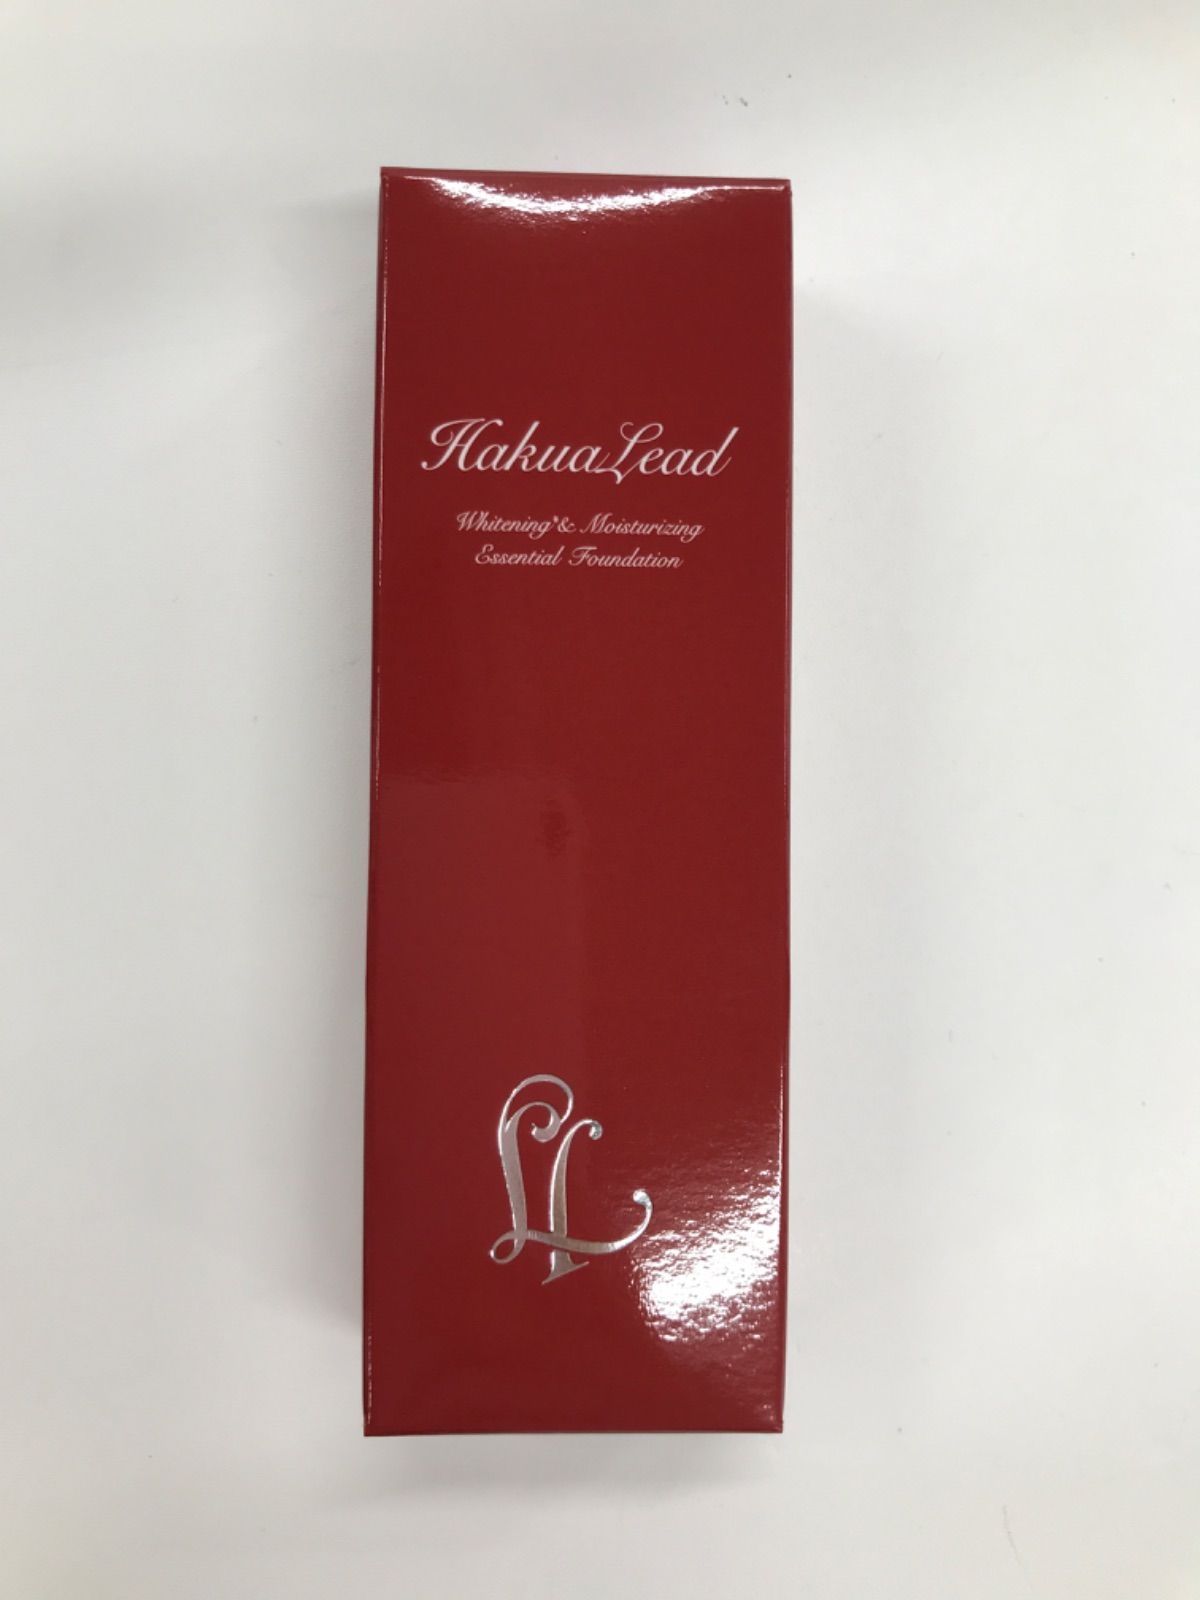 HakuaLead
Whitening*& Moisturizing
Essential Foundation